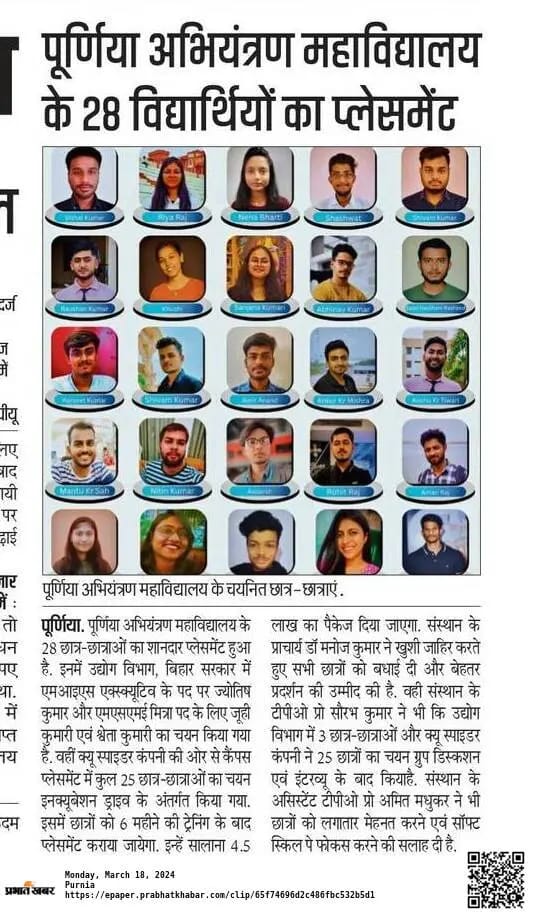 पूर्णिया अभियंत्रण महाविद्यालय
के 28 विद्यार्थियों का प्लेसमेंट
Vishal Kumar
Riya Raj
Neha Bharti
Shashwat
Shivam Kumar
Raushan Kumar
Khushi
Sanjana Kumari
Abhinav Kumar
Shivam Kumar
Amit Anand
Ankur Kr Mishra
Anshu Kr Tiwari
Mantu Kr Sah
Nitin Kumar
Rohit Raj
Aman Raj
पूर्णिया अभियंत्रण महाविद्यालय के चयनित छात्र-छात्राएं .
पूर्णिया. पूर्णिया अभियंत्रण महाविद्यालय के
28 छात्र-छात्राओं का शानदार प्लेसमेंट हुआ
है. इनमें उद्योग विभाग, बिहार सरकार में
एमआइएस एक्स्क्यूटिव के पद पर ज्योतिष
कुमार और एमएसएमई मित्रा पद के लिए जूही
कुमारी एवं श्वेता कुमारी का चयन किया गया
है. वहीं क्यू स्पाइडर कंपनी की ओर से कैंपस
प्लेसमेंट में कुल 25 छात्र-छात्राओं का चयन
इनक्यूबेशन ड्राइव के अंतर्गत किया गया.
इसमें छात्रों को 6 महीने की ट्रेनिंग के बाद
प्लेसमेंट कराया जायेगा. इन्हें सालाना 4.5
लाख का पैकेज दिया जाएगा. संस्थान के
प्राचार्य डॉ मनोज कुमार ने खुशी जाहिर करते
हुए सभी छात्रों को बधाई दी और बेहतर
प्रदर्शन की उम्मीद की है. वही संस्थान के
टीपीओ प्रो सौरभ कुमार ने भी कि उद्योग
विभाग में 3 छात्र-छात्राओं और क्यू स्पाइडर
कंपनी ने 25 छात्रों का चयन ग्रुप डिस्कशन
एवं इंटरव्यू के बाद कियाहै. संस्थान के
असिस्टेंट टीपीओ प्रो अमित मधुकर ने भी
छात्रों को लगातार मेहनत करने एवं सॉफ्ट
स्किल पे फोकस करने की सलाह दी है.
प्रभात खबर
Monday, March 18, 2024
Purnia
https://epaper.prabhatkhabar.com/clip/65f74696d2c486fbc532b5d1